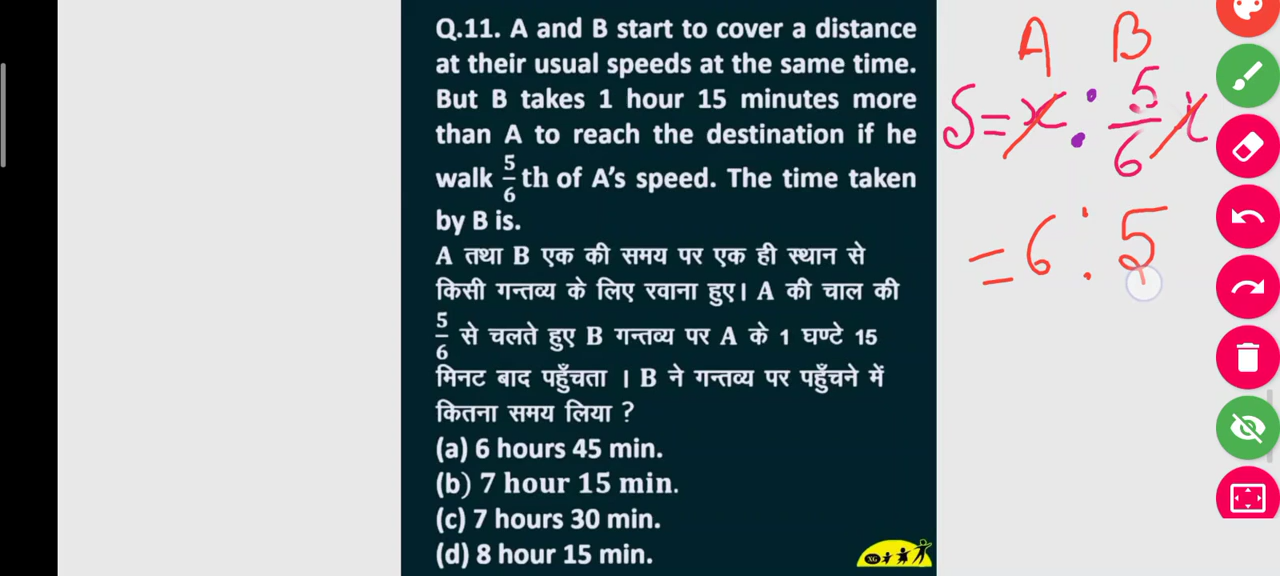 Q.11. A and B start to cover a distance
at their usual speeds at the same time.
But B takes 1 hour 15 minutes more
than A to reach the destination if he
walk 5/6 th of A's speed. The time taken
by B is.
A तथा B एक की समय पर एक ही स्थान से
किसी गन्तव्य के लिए रवाना हुए। A की चाल की
5/6 से चलते हुए B गन्तव्य पर A के 1 घण्टे 15
मिनट बाद पहुँचता । B ने गन्तव्य पर पहुँचने में
कितना समय लिया ?
(a) 6 hours 45 min.
(b) 7 hour 15 min.
(c) 7 hours 30 min.
(d) 8 hour 15 min.
XG
A B
S = x : 5/6 x
= 6 : 5